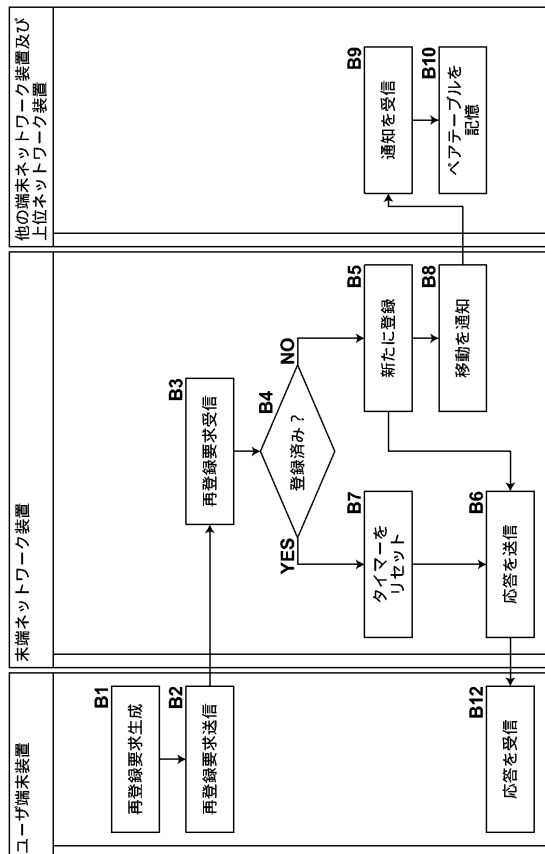 ユーザ端末装置
末端ネットワーク装置
他の端末ネットワーク装置及び
上位ネットワーク装置
B1
再登録要求生成
B2
再登録要求送信
B3
再登録要求受信
B4
登録済み?
YES
NO
B5
新たに登録
B7
タイマーを
リセット
B8
移動を通知
B6
応答を送信
B9
通知を受信
B10
ペアテーブルを
記憶
B12
応答を受信